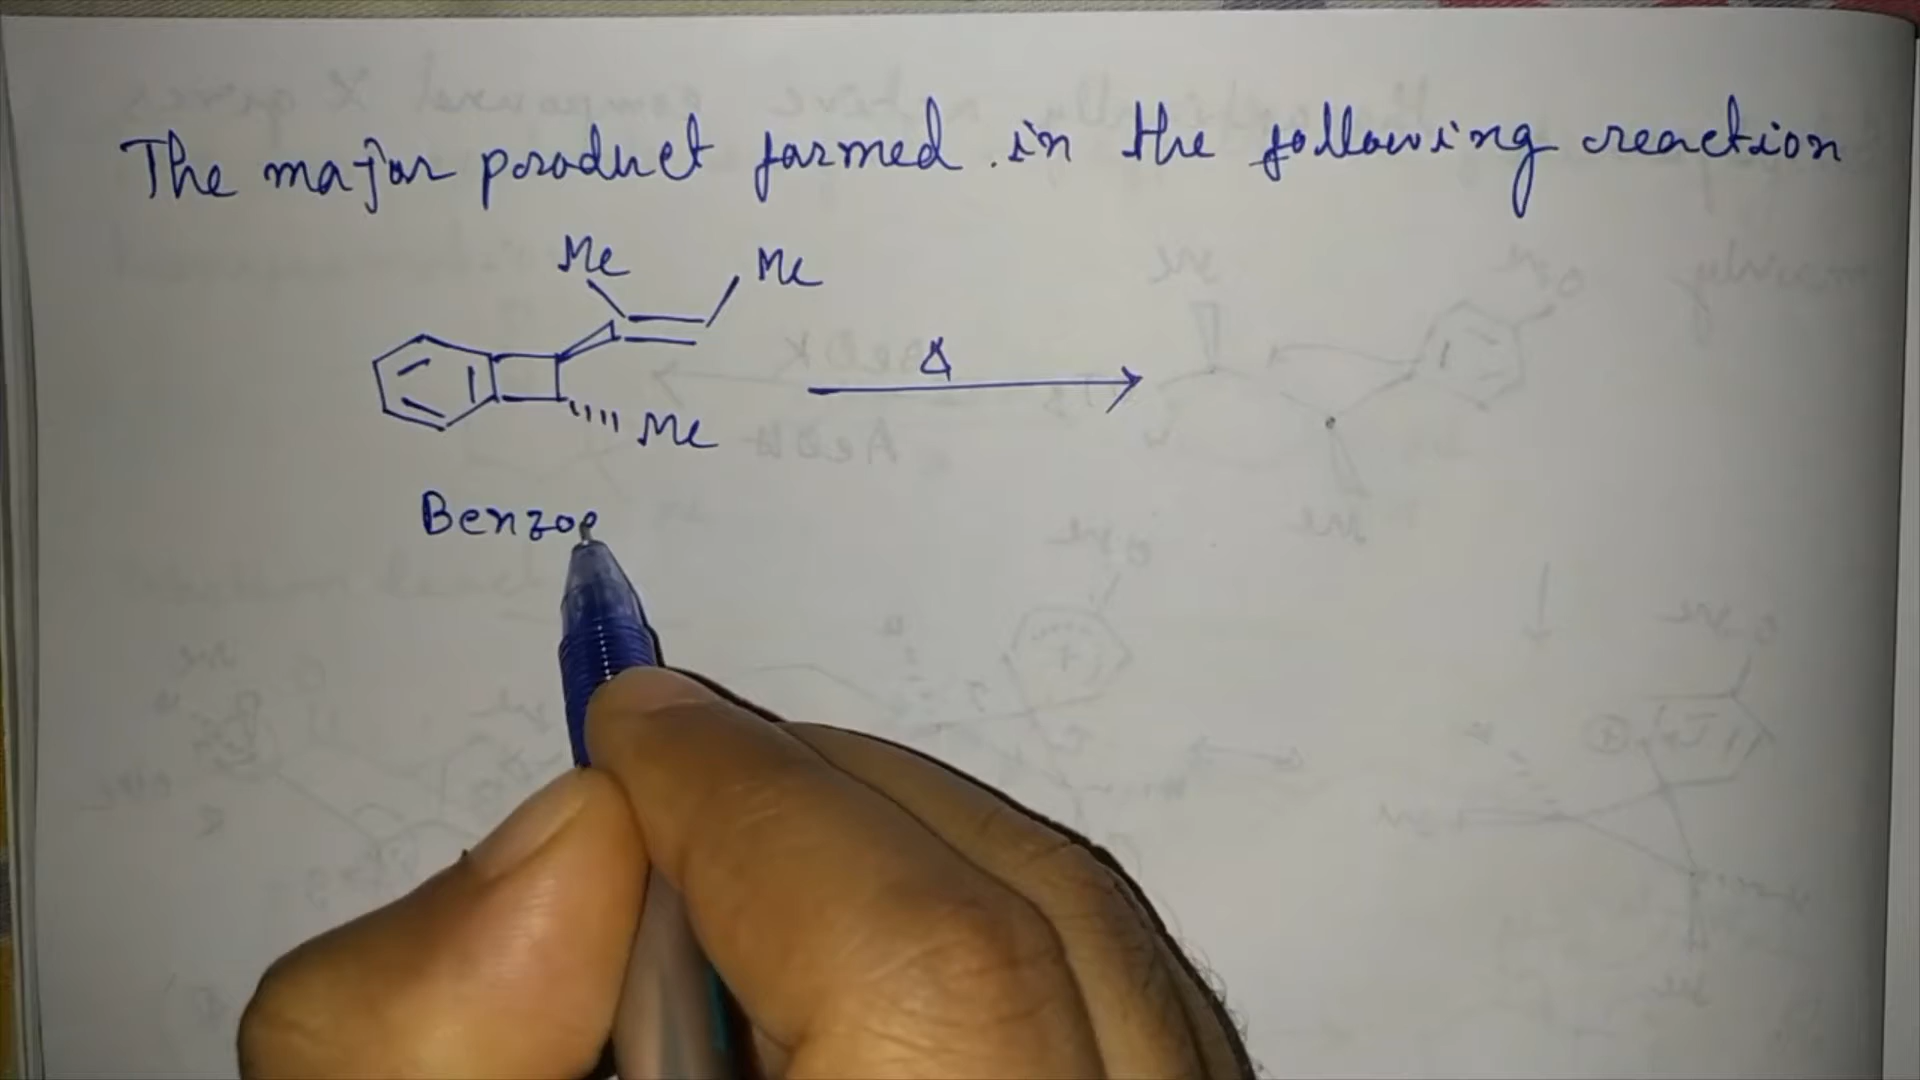 The major product formed in the following reaction
Me Me
Δ
Me
Benzoe